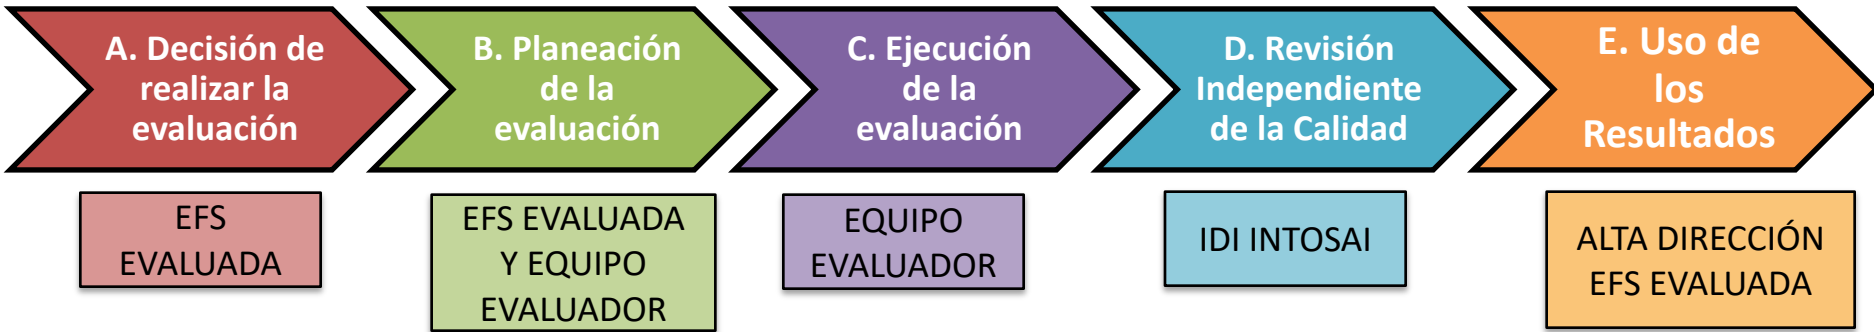 A. Decisión de
realizar la
evaluación
B. Planeación
de la
evaluación
C. Ejecución
de la
evaluación
D. Revisión
Independiente
de la Calidad
E. Uso de
los
Resultados
EFS
EVALUADA
EFS EVALUADA
Y EQUIPO
EVALUADOR
EQUIPO
EVALUADOR
IDI INTOSAI
ALTA DIRECCIÓN
EFS EVALUADA